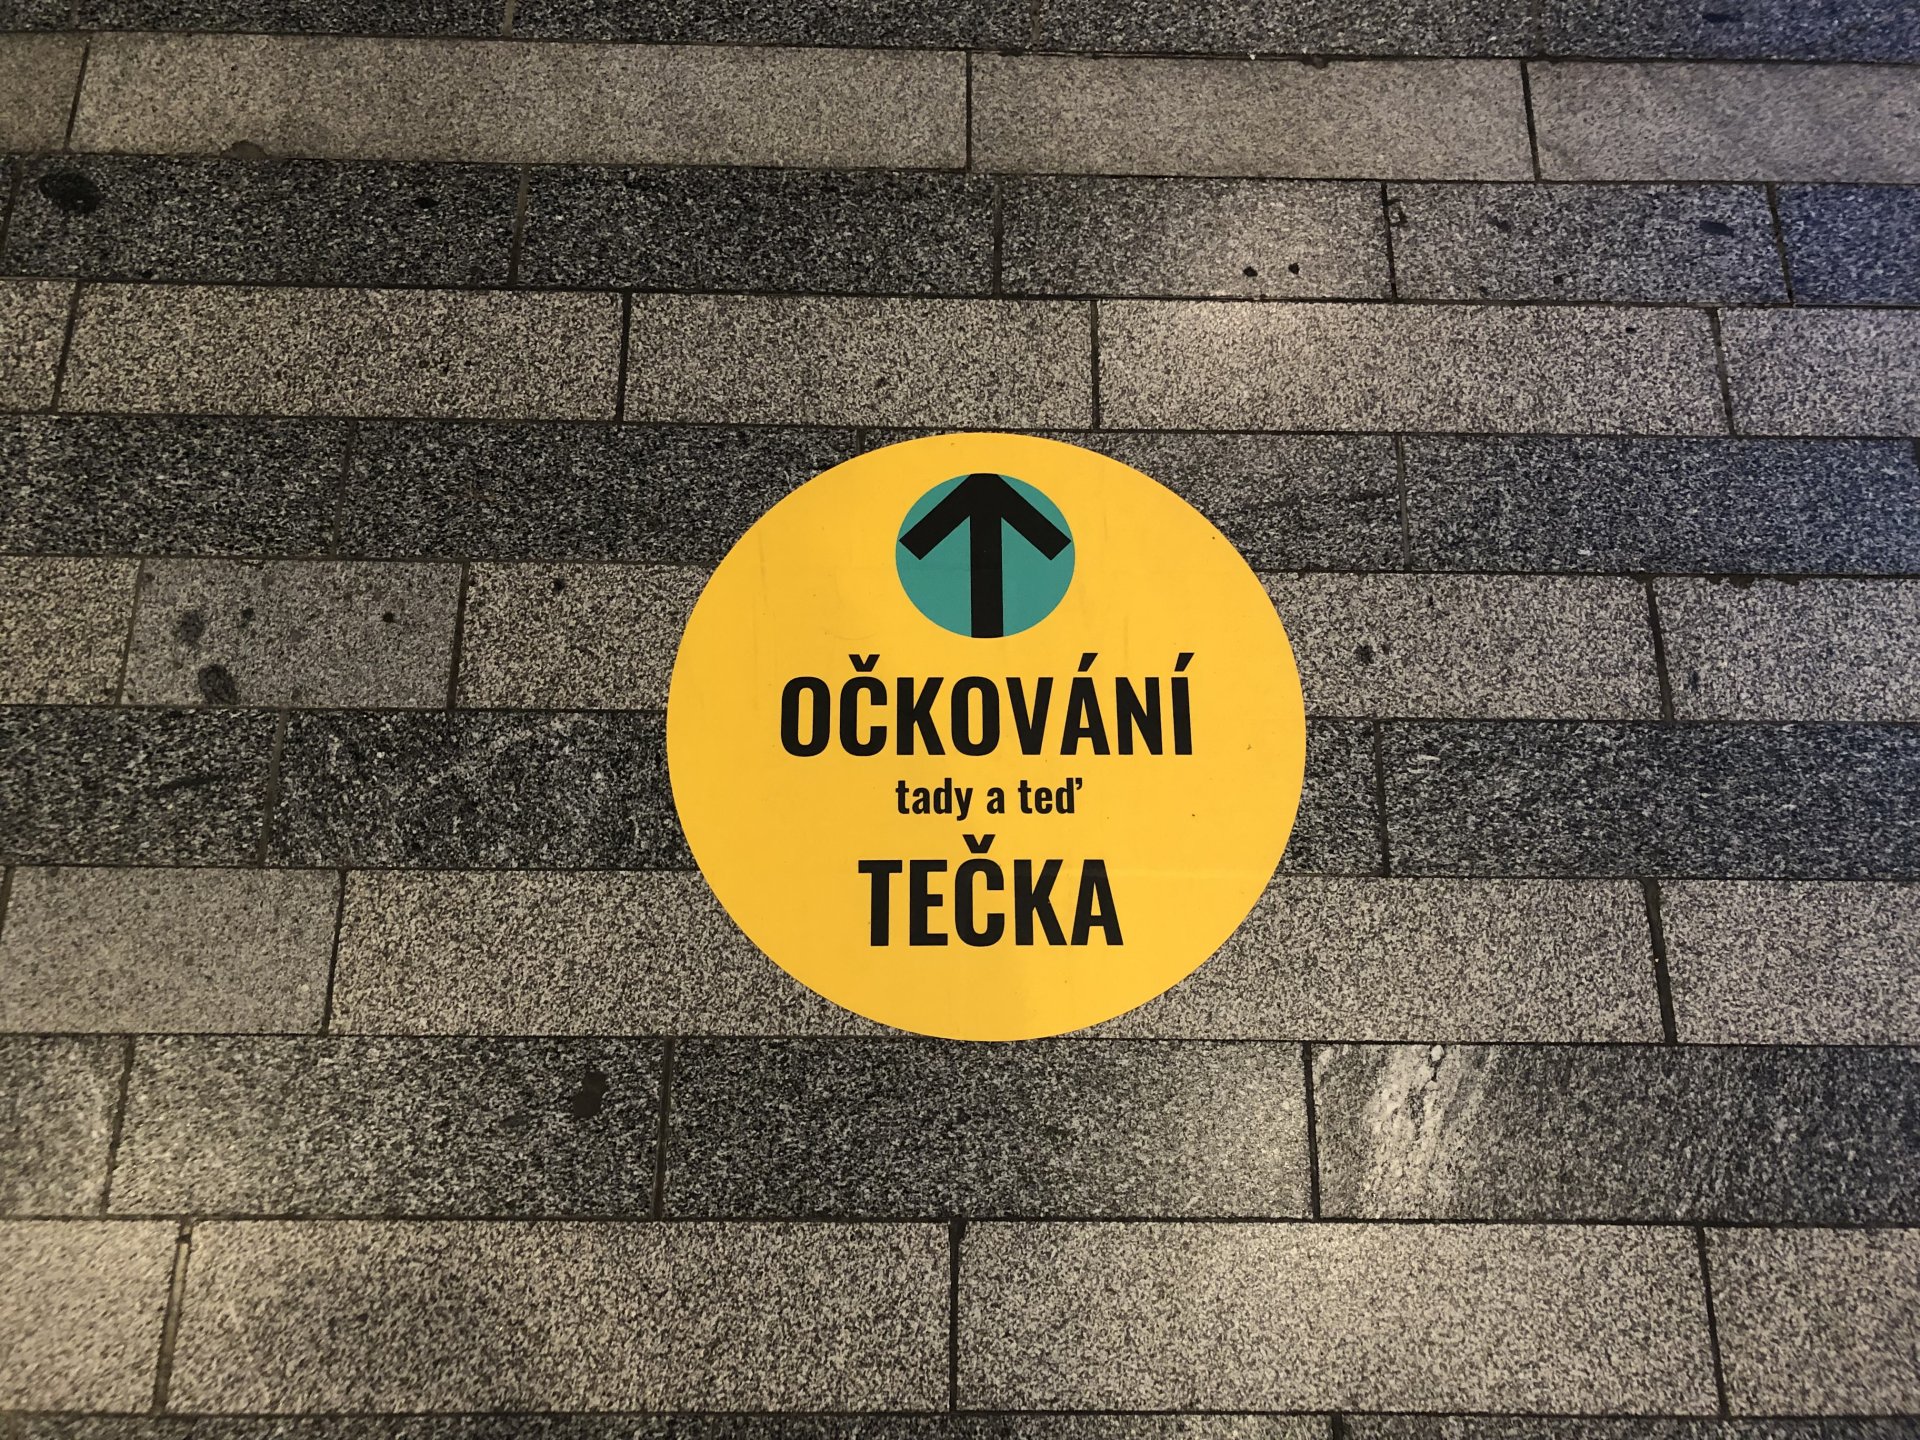 OČKOVÁNÍ
tady a teď
TEČKA